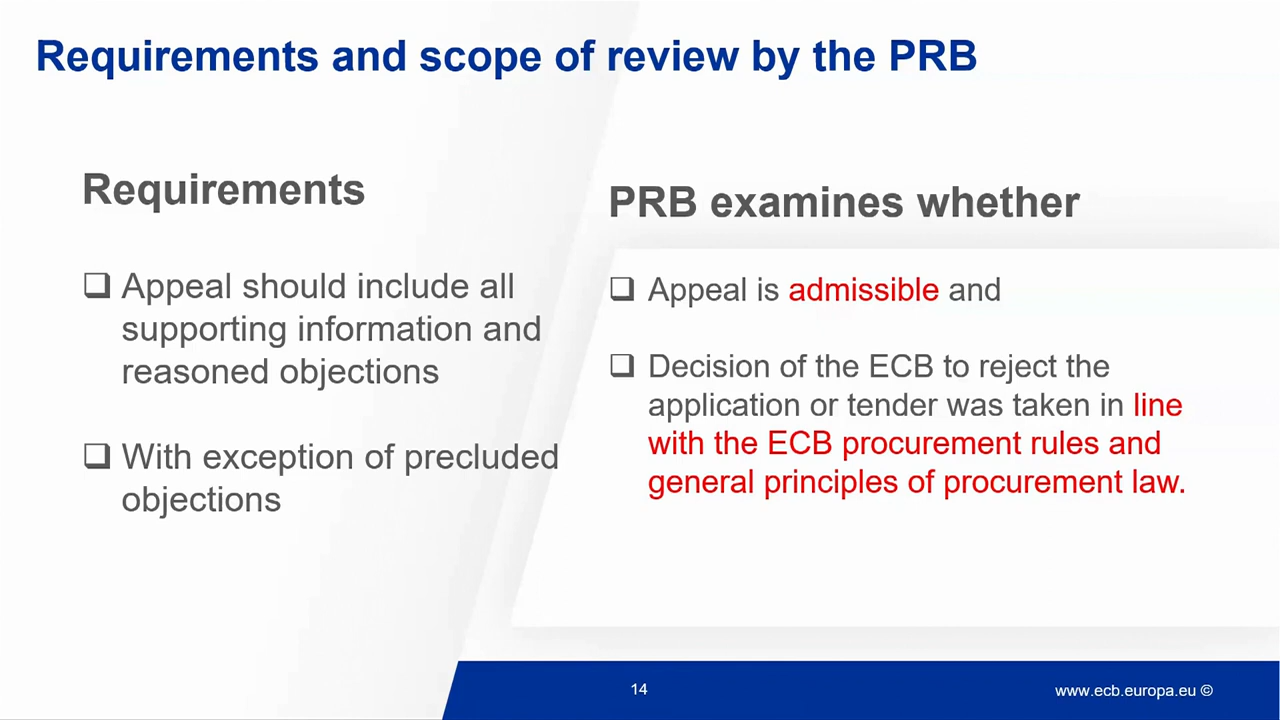 Requirements and scope of review by the PRB
Requirements
Appeal should include all
supporting information and
reasoned objections
With exception of precluded
objections
PRB examines whether
Appeal is admissible and
Decision of the ECB to reject the
application or tender was taken in line
with the ECB procurement rules and
general principles of procurement law.
14
www.ecb.europa.eu ©